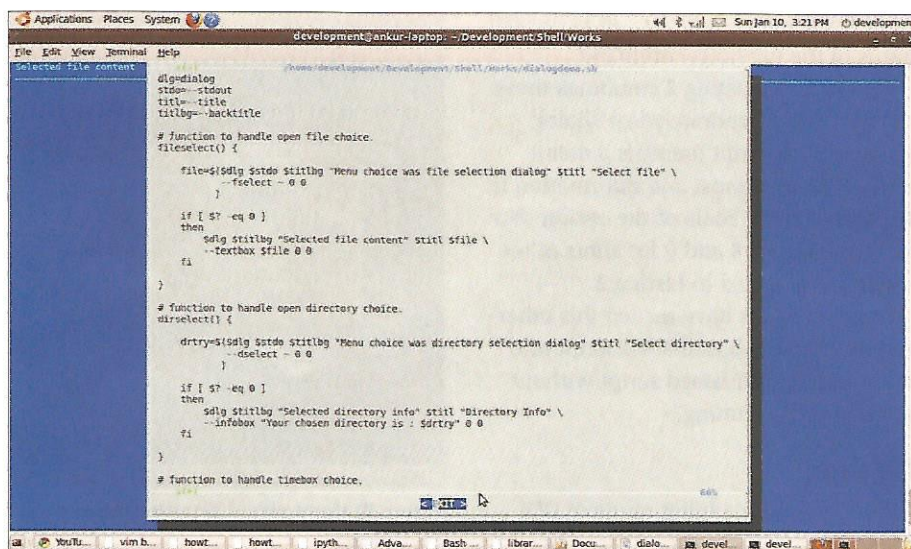 Applications Places System Sun Jan 10, 3:21 PM developmen
development@ankur-laptop: ~/Development/Shell/Works
File Edit View Terminal Help
Selected file content
/home/development/Development/Shell/Works/dialogdemo.sh
dlg=dialog
stdo=--stdout
titl=--title
titlbg=--backtitle
# function to handle open file choice.
fileselect() {
file=$($dlg $stdo $titlbg "Menu choice was file selection dialog" $titl "Select file" \
--fselect ~ 0 0
)
if [ $? -eq 0 ]
then
$dlg $titlbg "Selected file content" $titl $file \
--textbox $file 0 0
fi
}
# function to handle open directory choice.
dirselect() {
drtry=$($dlg $stdo $titlbg "Menu choice was directory selection dialog" $titl "Select directory" \
--dselect ~ 0 0
)
if [ $? -eq 0 ]
then
$dlg $titlbg "Selected directory info" $titl "Directory Info" \
--infobox "Your chosen directory is : $drtry" 0 0
fi
}
# function to handle timebox choice.
66%
< EXIT >
YouTu... vim b... howt... howt... ipyth... Adva... Bash ... librar... Docu... dialo... devel... devel...